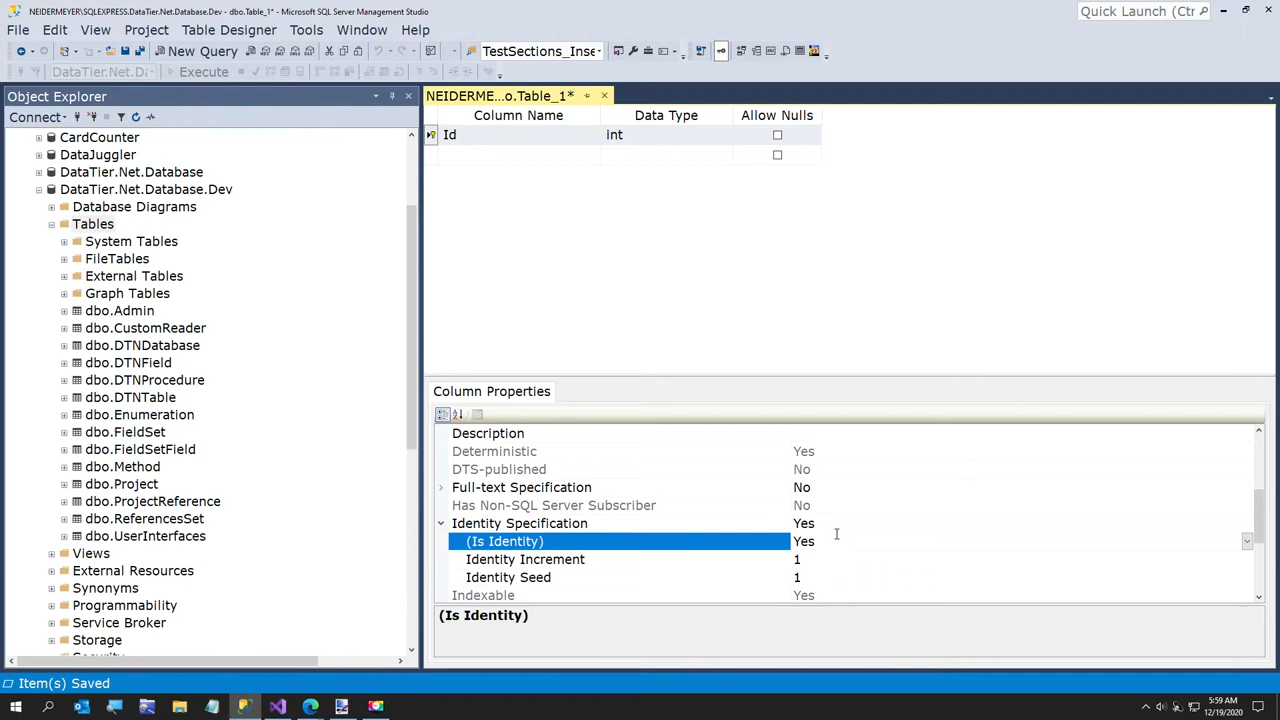 NEIDERMEYER\SQLEXPRESS.DataTier.Net.Database.Dev - dbo.Table_1* - Microsoft SQL Server Management Studio
Quick Launch (Ctr
File Edit View Project Table Designer Tools Window Help
New Query
TestSections_Inse
DataTier.Net.Da
Execute
Object Explorer
Connect
CardCounter
DataJuggler
DataTier.Net.Database
DataTier.Net.Database.Dev
Database Diagrams
Tables
System Tables
FileTables
External Tables
Graph Tables
dbo.Admin
dbo.CustomReader
dbo.DTNDatabase
dbo.DTNField
dbo.DTNProcedure
dbo.DTNTable
dbo.Enumeration
dbo.FieldSet
dbo.FieldSetField
dbo.Method
dbo.Project
dbo.ProjectReference
dbo.ReferencesSet
dbo.UserInterfaces
Views
External Resources
Synonyms
Programmability
Service Broker
Storage
NEIDERME...o.Table_1*
Column Name Data Type Allow Nulls
Id int
Column Properties
Description
Deterministic Yes
DTS-published No
Full-text Specification No
Has Non-SQL Server Subscriber No
Identity Specification Yes
(Is Identity) Yes
Identity Increment 1
Identity Seed 1
Indexable Yes
(Is Identity)
Item(s) Saved
5:59 AM
12/19/2020